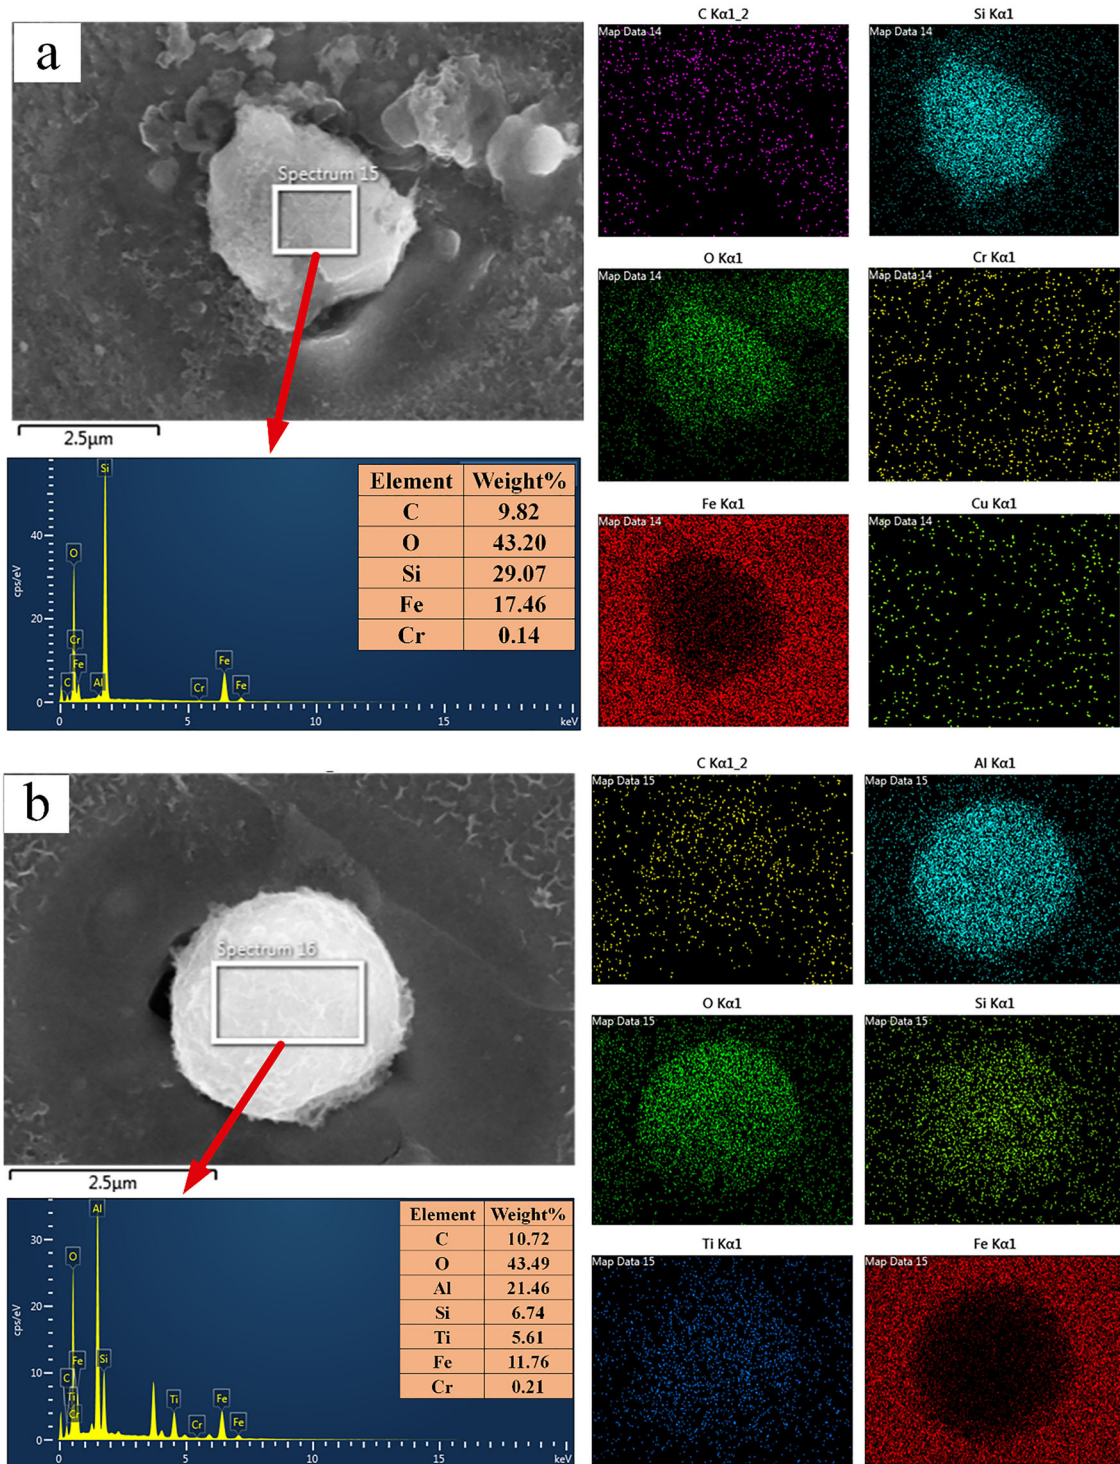 a
Spectrum 15
2.5µm
C Kα1_2
Map Data 14
Si Kα1
Map Data 14
O Kα1
Map Data 14
Cr Kα1
Map Data 14
Fe Kα1
Map Data 14
Cu Kα1
Map Data 14
cps/eV
40
20
0
Si
O
Cr
Fe
C
Al
Cr
Fe
Fe
0
5
10
15
keV
Element Weight%
C 9.82
O 43.20
Si 29.07
Fe 17.46
Cr 0.14
b
Spectrum 16
2.5µm
C Kα1_2
Map Data 15
Al Kα1
Map Data 15
O Kα1
Map Data 15
Si Kα1
Map Data 15
Ti Kα1
Map Data 15
Fe Kα1
Map Data 15
cps/eV
30
20
10
0
Al
O
Fe
Si
C
Ti
Cr
Ti
Cr
Fe
Fe
0
5
10
15
keV
Element Weight%
C 10.72
O 43.49
Al 21.46
Si 6.74
Ti 5.61
Fe 11.76
Cr 0.21